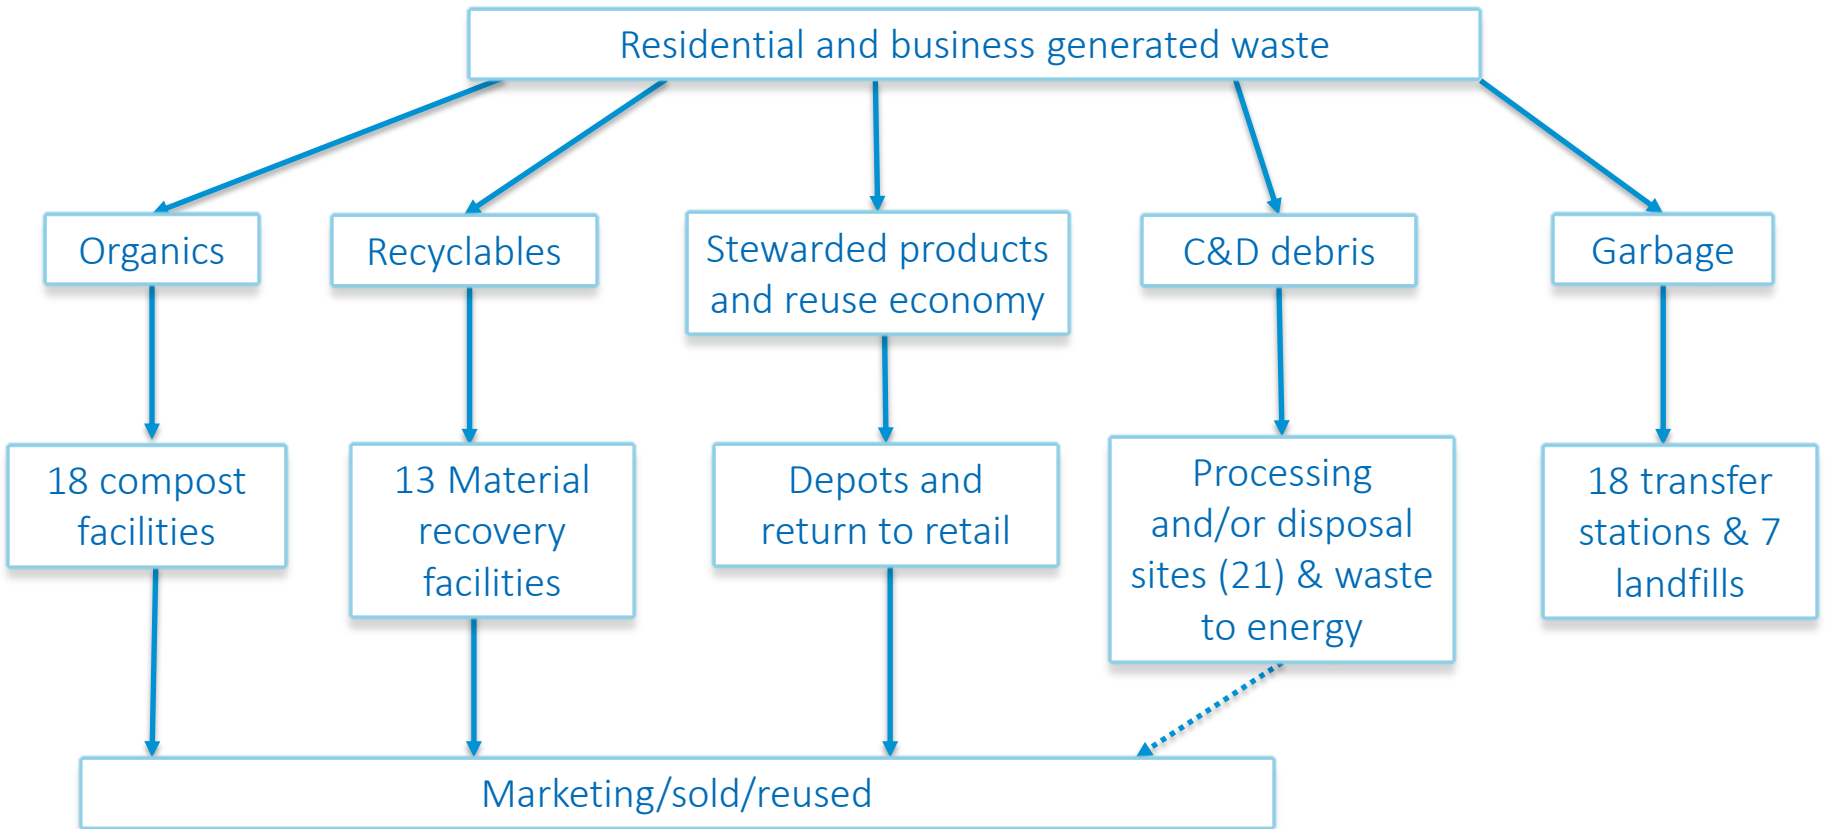 Residential and business generated waste
Organics
Recyclables
Stewarded products
and reuse economy
C&D debris
Garbage
18 compost
facilities
13 Material
recovery
facilities
Depots and
return to retail
Processing
and/or disposal
sites (21) & waste
to energy
18 transfer
stations & 7
landfills
Marketing/sold/reused